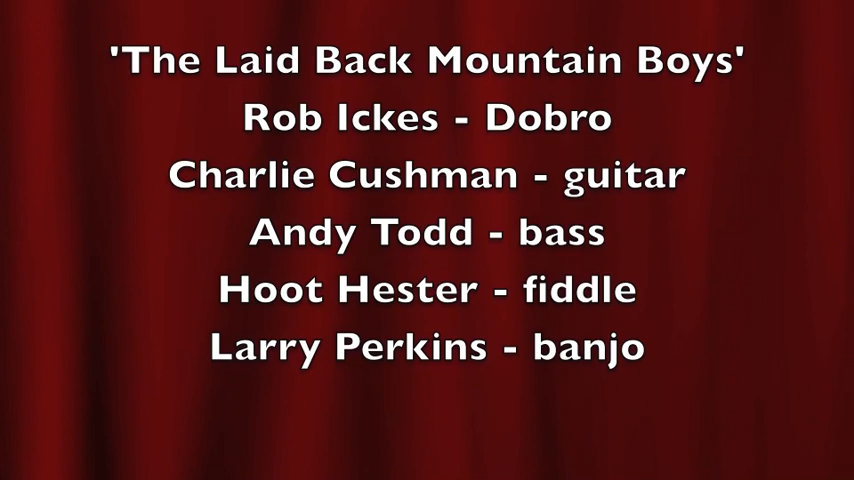 'The Laid Back Mountain Boys'
Rob Ickes - Dobro
Charlie Cushman - guitar
Andy Todd - bass
Hoot Hester - fiddle
Larry Perkins - banjo